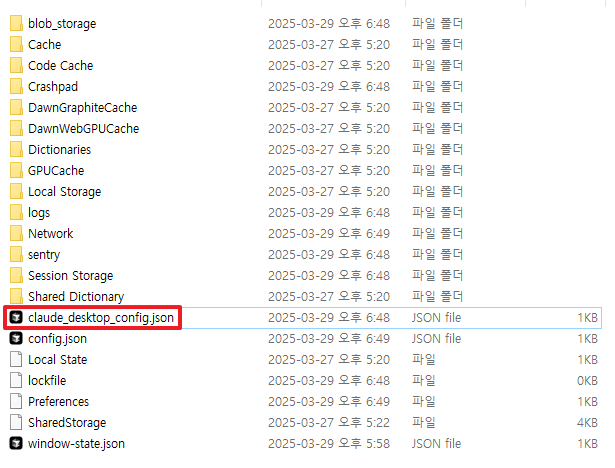 blob_storage 2025-03-29 오후 6:48 파일 폴더
Cache 2025-03-27 오후 5:20 파일 폴더
Code Cache 2025-03-27 오후 5:20 파일 폴더
Crashpad 2025-03-29 오후 6:48 파일 폴더
DawnGraphiteCache 2025-03-27 오후 5:20 파일 폴더
DawnWebGPUCache 2025-03-27 오후 5:20 파일 폴더
Dictionaries 2025-03-27 오후 5:20 파일 폴더
GPUCache 2025-03-27 오후 5:20 파일 폴더
Local Storage 2025-03-27 오후 5:20 파일 폴더
logs 2025-03-29 오후 6:48 파일 폴더
Network 2025-03-29 오후 6:49 파일 폴더
sentry 2025-03-29 오후 6:48 파일 폴더
Session Storage 2025-03-29 오후 6:48 파일 폴더
Shared Dictionary 2025-03-27 오후 5:20 파일 폴더
claude_desktop_config.json 2025-03-29 오후 6:48 JSON file 1KB
config.json 2025-03-29 오후 6:49 JSON file 1KB
Local State 2025-03-27 오후 5:20 파일 1KB
lockfile 2025-03-29 오후 6:48 파일 0KB
Preferences 2025-03-29 오후 6:49 파일 1KB
SharedStorage 2025-03-27 오후 5:22 파일 4KB
window-state.json 2025-03-29 오후 5:58 JSON file 1KB